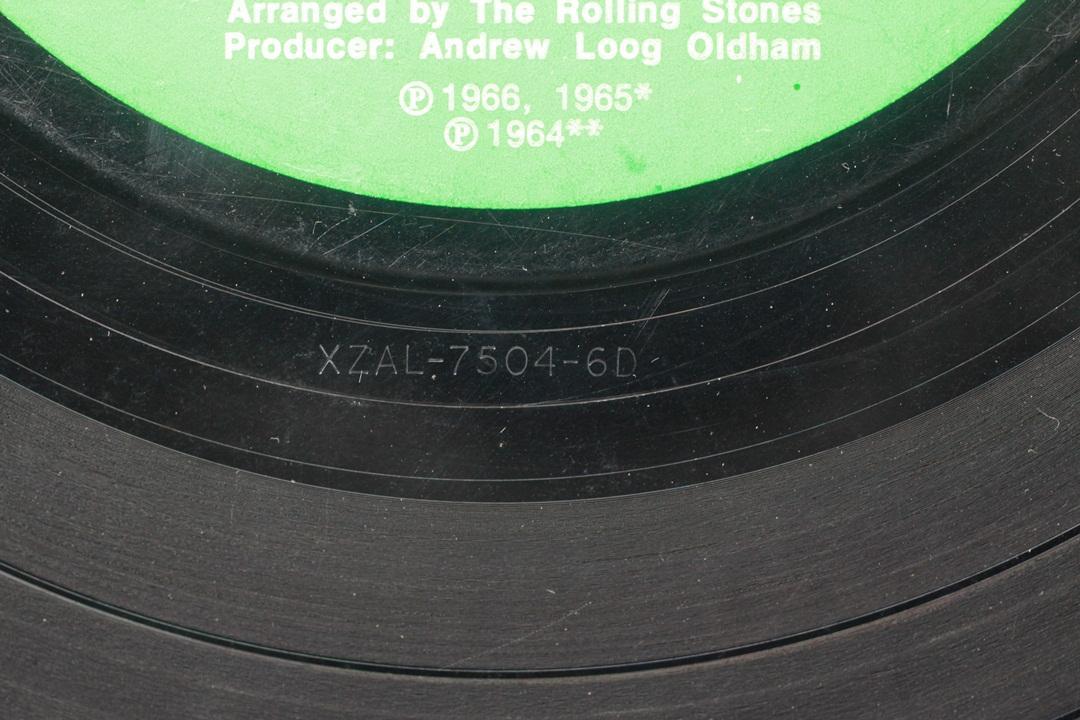 Arranged by The Rolling Stones
Producer: Andrew Loog Oldham
℗ 1966, 1965*
℗ 1964**
XZAL-7504-6D